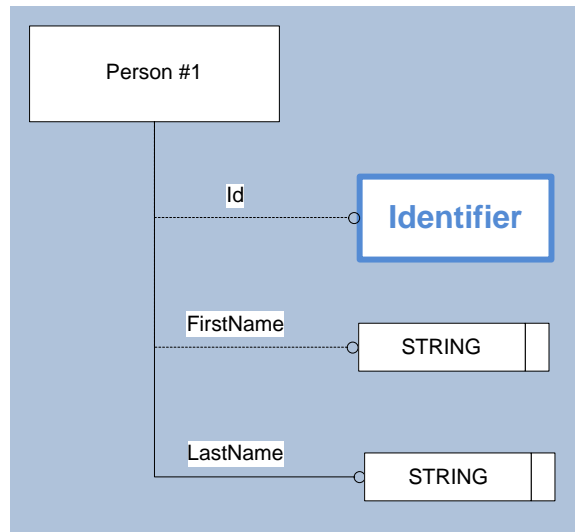 Person #1
Id
Identifier
FirstName
STRING
LastName
STRING